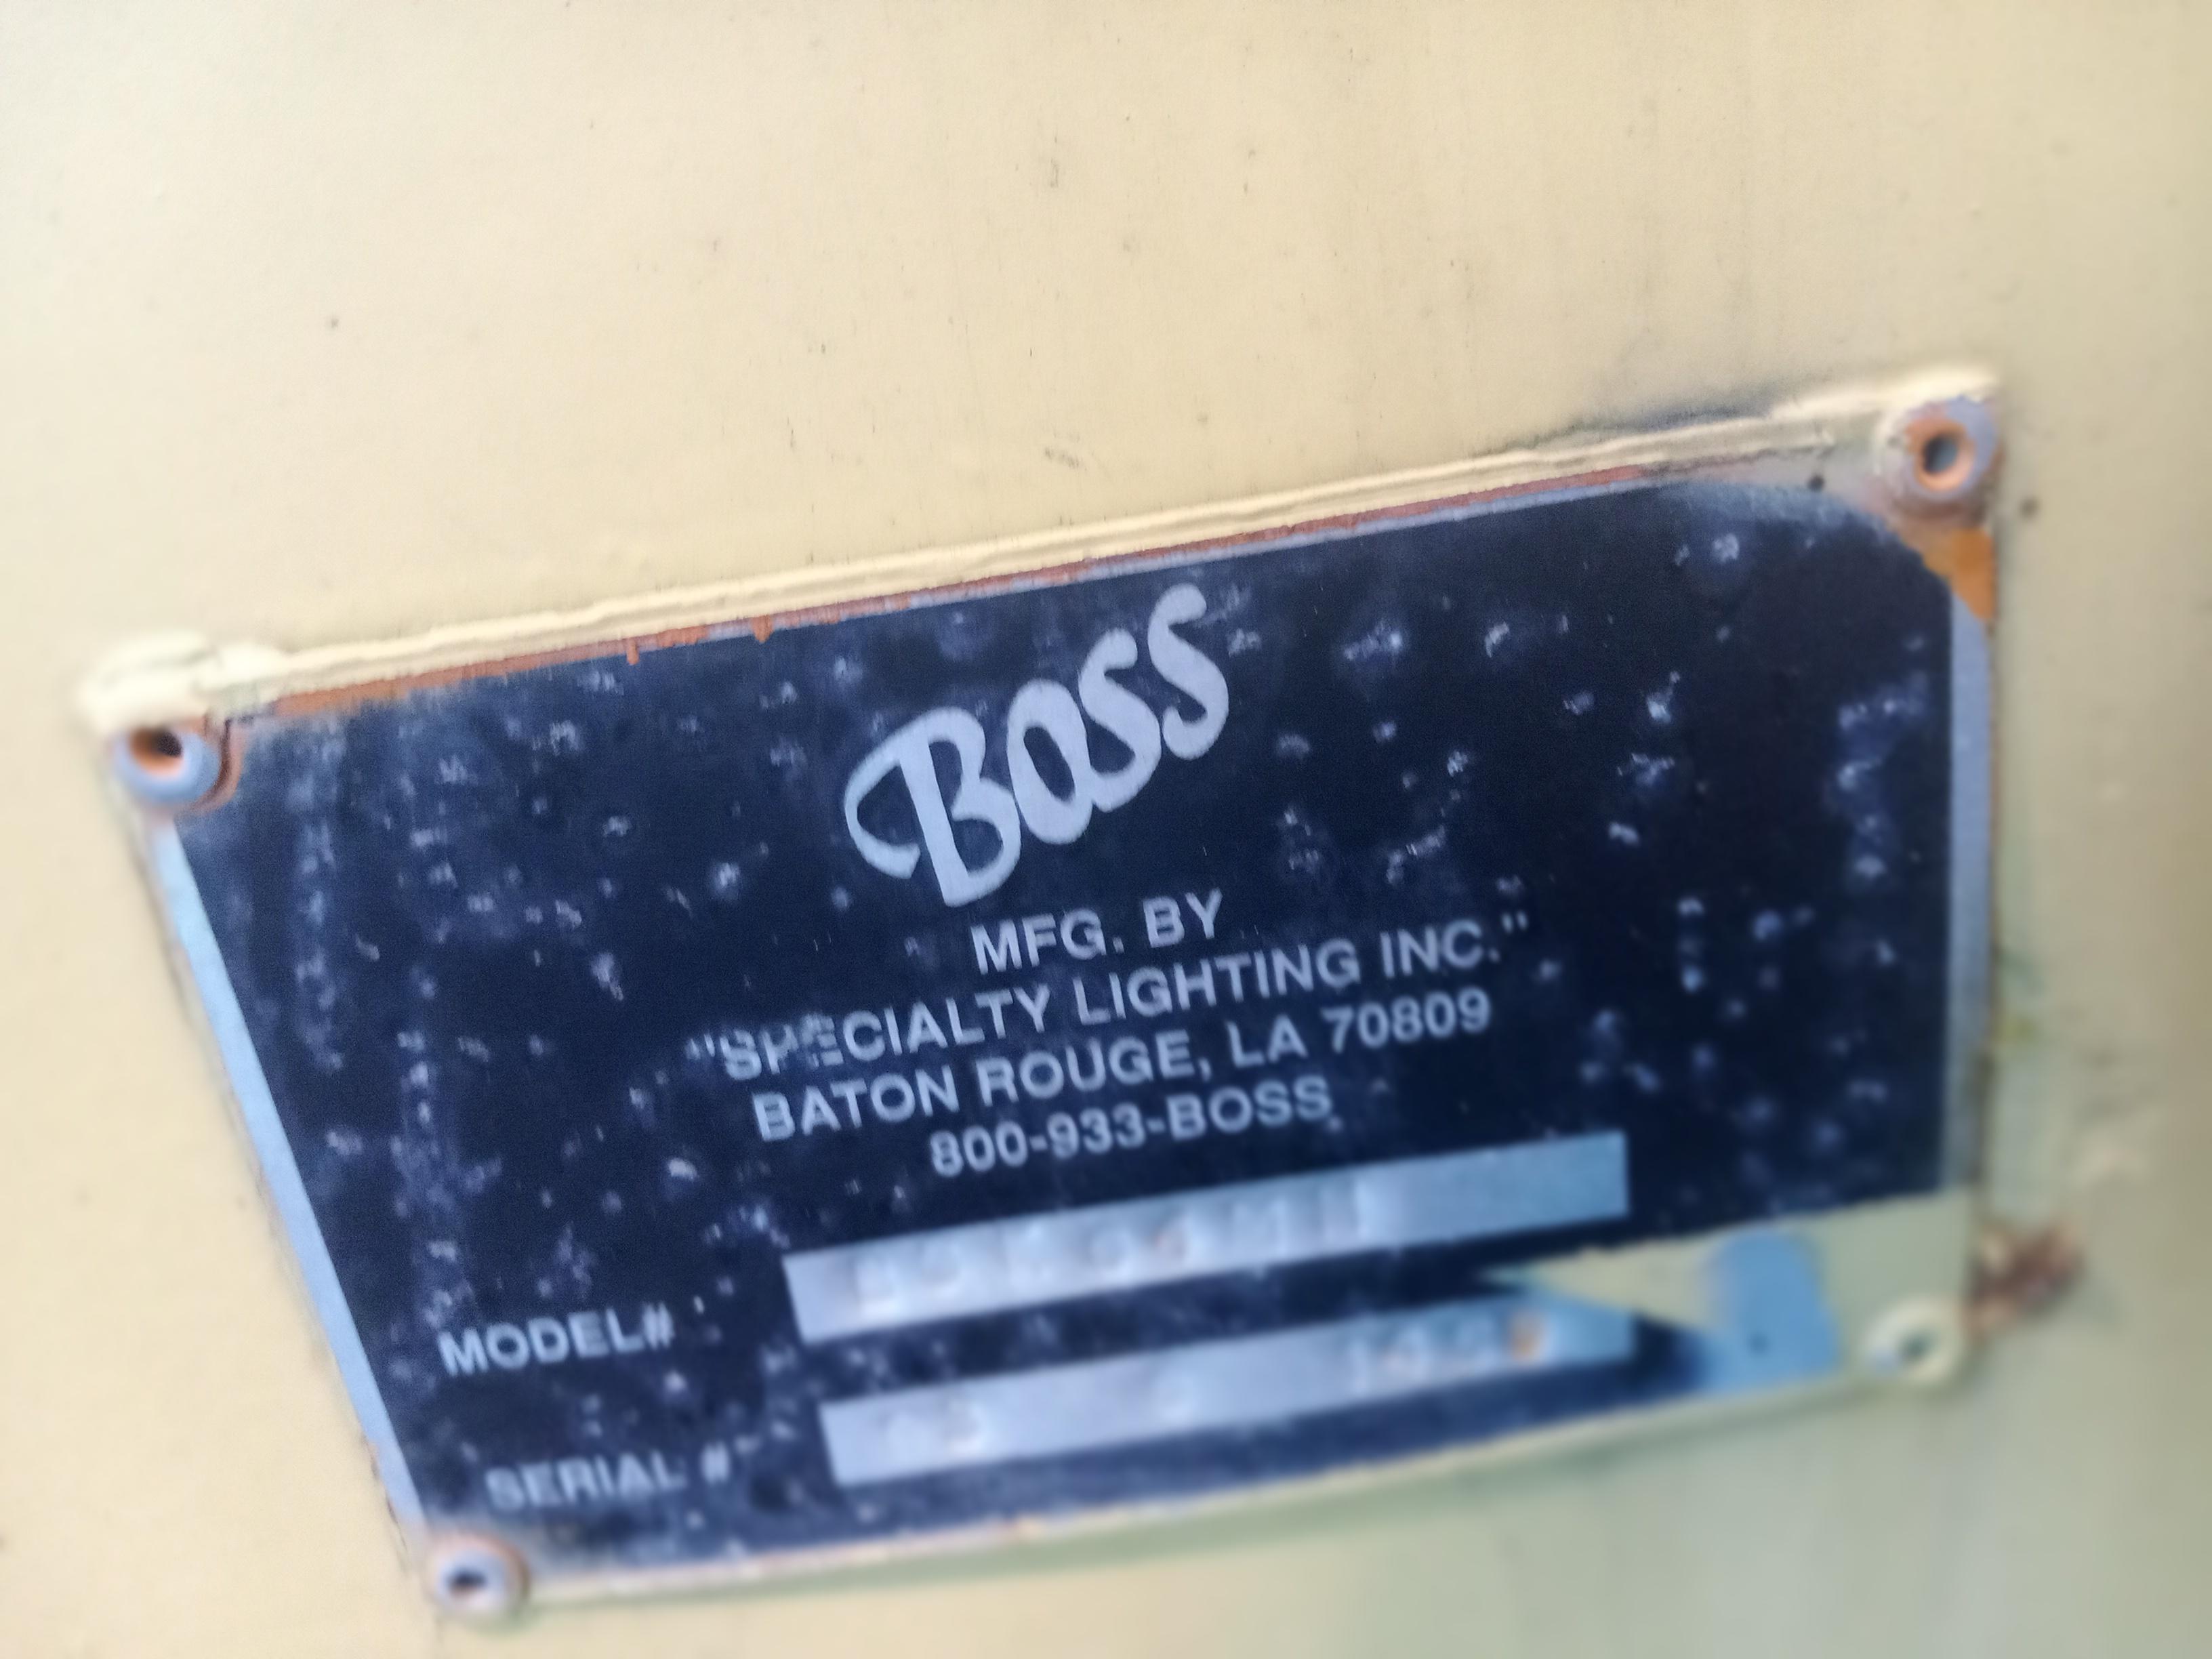 BOSS
MFG. BY
"SPECIALTY LIGHTING INC."
BATON ROUGE, LA 70809
800-933-BOSS
MODEL#
SERIAL #